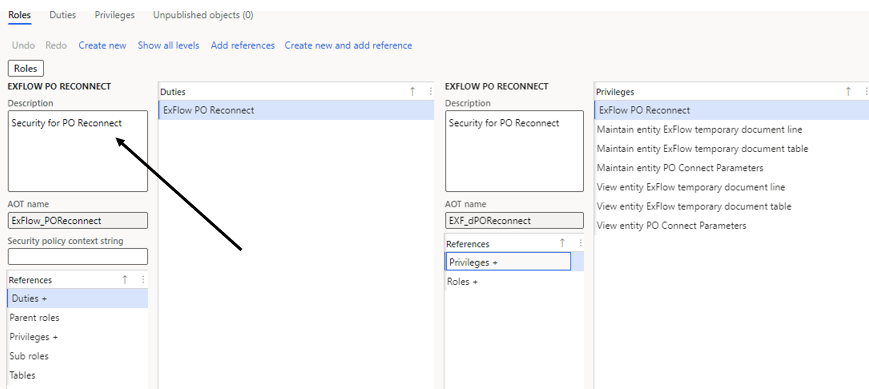 Roles Duties Privileges Unpublished objects (0)
Undo Redo Create new Show all levels Add references Create new and add reference
Roles
EXFLOW PO RECONNECT
Description
Security for PO Reconnect
AOT name
ExFlow_POReconnect
Security policy context string
References
Duties +
Parent roles
Privileges +
Sub roles
Tables
Duties
ExFlow PO Reconnect
EXFLOW PO RECONNECT
Description
Security for PO Reconnect
AOT name
EXF_dPOReconnect
References
Privileges +
Roles +
Privileges
ExFlow PO Reconnect
Maintain entity ExFlow temporary document line
Maintain entity ExFlow temporary document table
Maintain entity PO Connect Parameters
View entity ExFlow temporary document line
View entity ExFlow temporary document table
View entity PO Connect Parameters